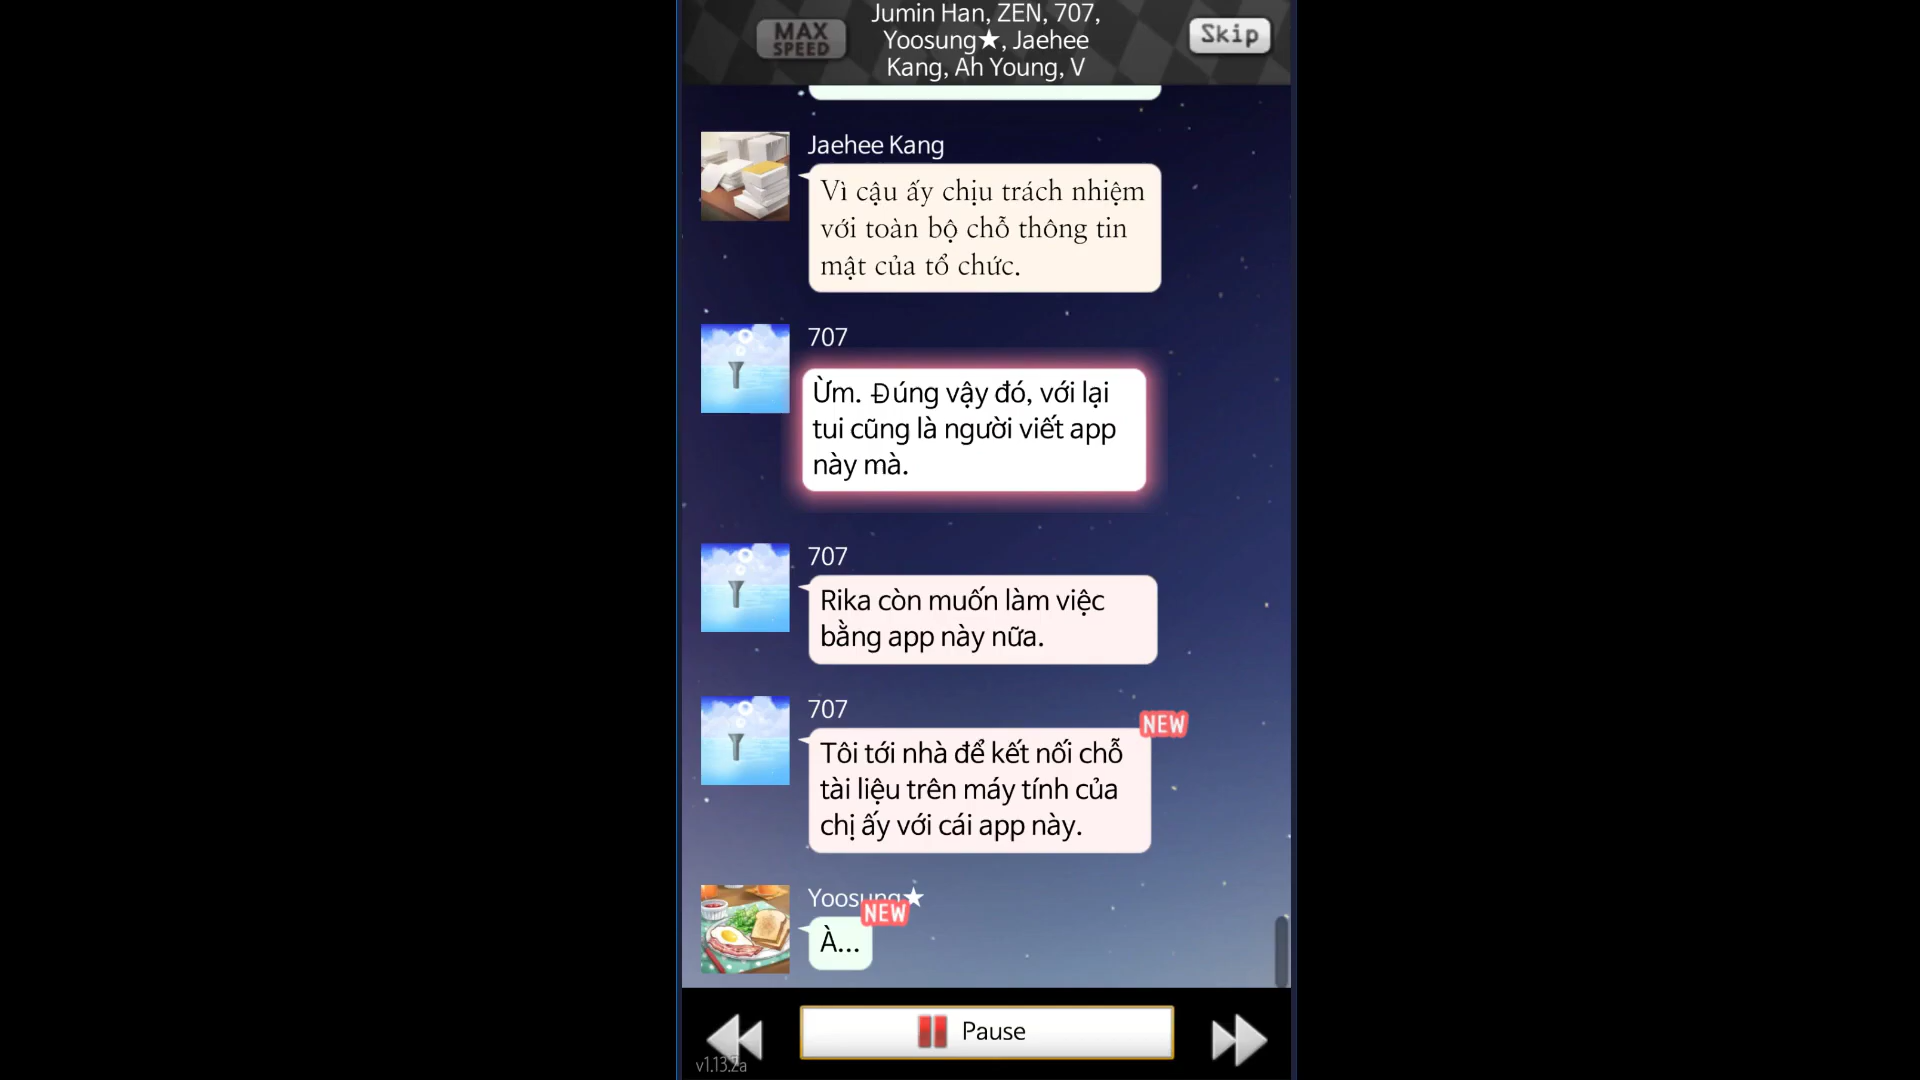 MAX
SPEED
Jumin Han, ZEN, 707,
Yoosung★, Jaehee
Kang, Ah Young, V
Skip
Jaehee Kang
Vì cậu ấy chịu trách nhiệm
với toàn bộ chỗ thông tin
mật của tổ chức.
707
Ừm. Đúng vậy đó, với lại
tui cũng là người viết app
này mà.
707
Rika còn muốn làm việc
bằng app này nữa.
707
NEW
Tôi tới nhà để kết nối chỗ
tài liệu trên máy tính của
chị ấy với cái app này.
Yoosung★
NEW
À...
Pause
v1.13.2a